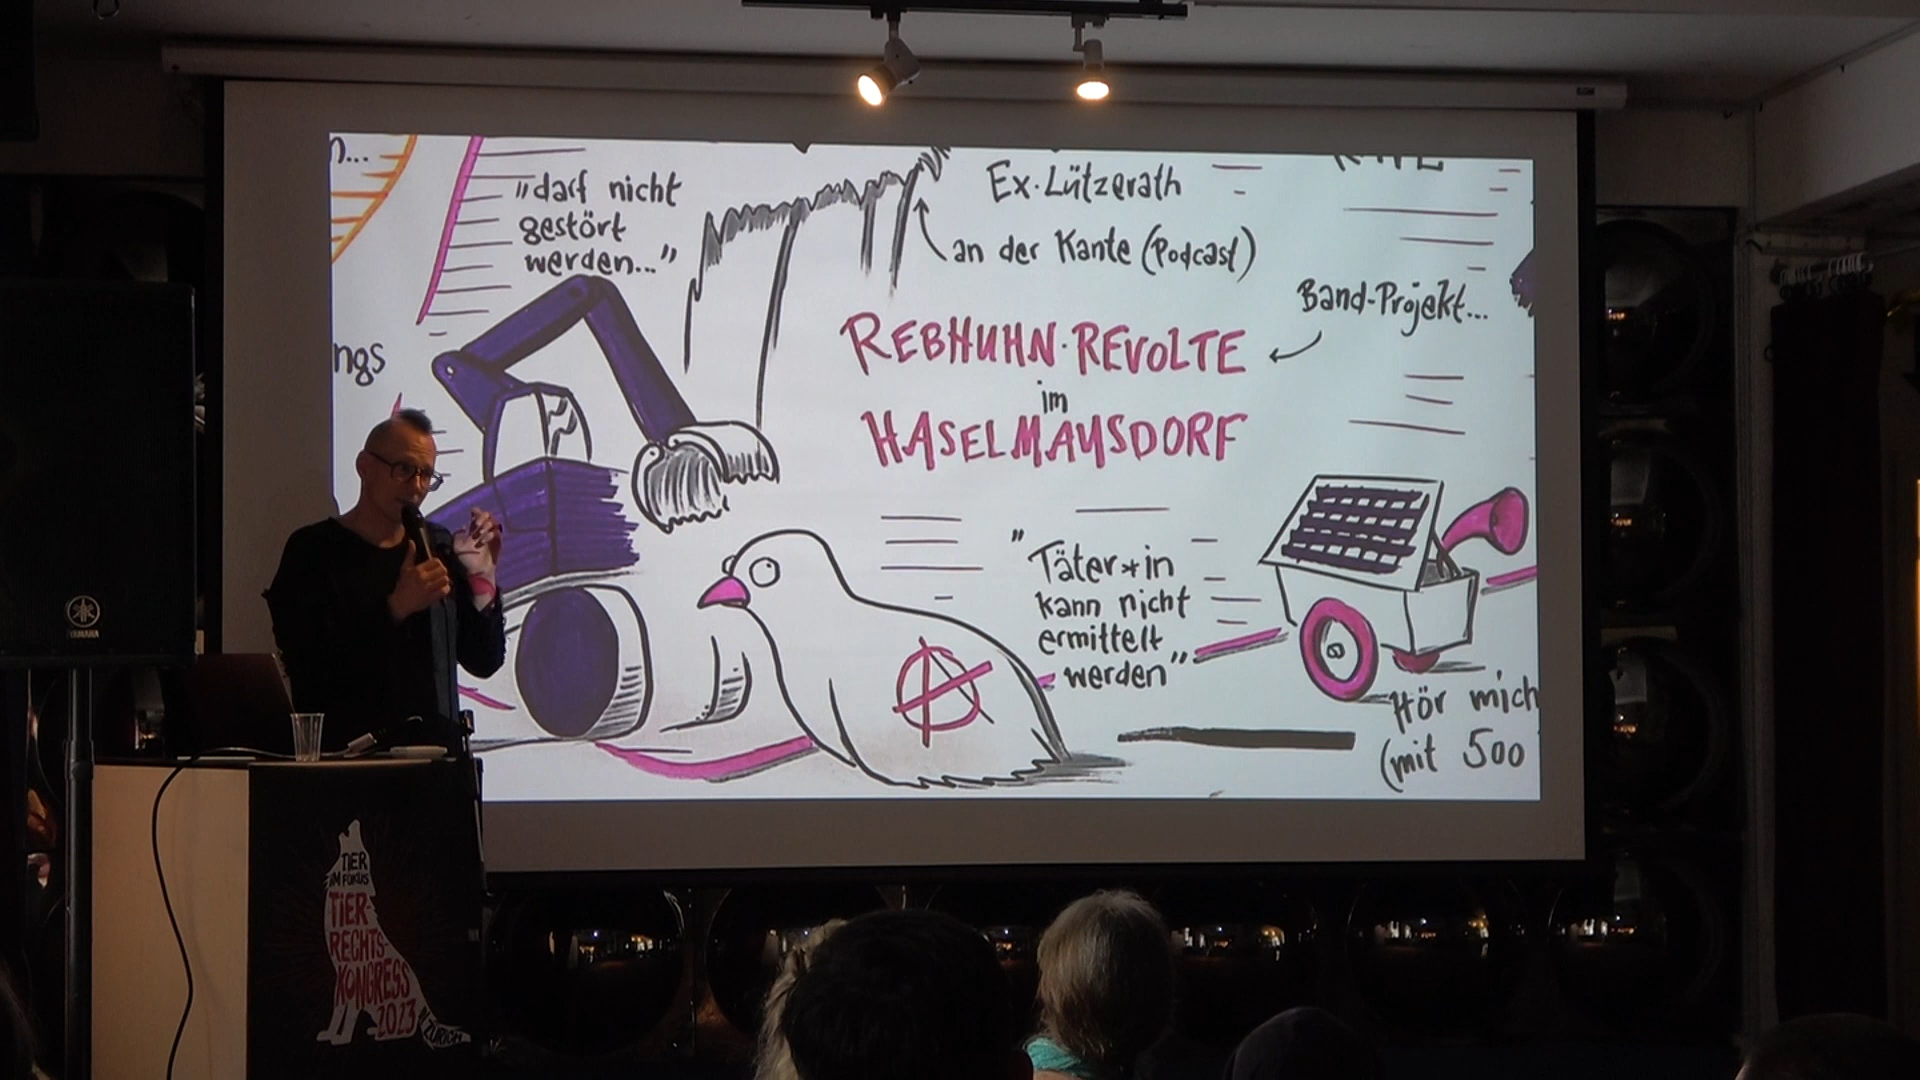 n...
„darf nicht
gestört
werden..."
Ex-Lützerath
an der Kante (Podcast)
Band-Projekt...
ngs
REBHUHN-REVOLTE
im
HASELMAUSDORF
"Täter*in
kann nicht
ermittelt
werden"
Hör mich
(mit 500
YAMAHA
TIER
IM FOKUS
TIER-
RECHTS-
KONGRESS
2023
ZÜRICH